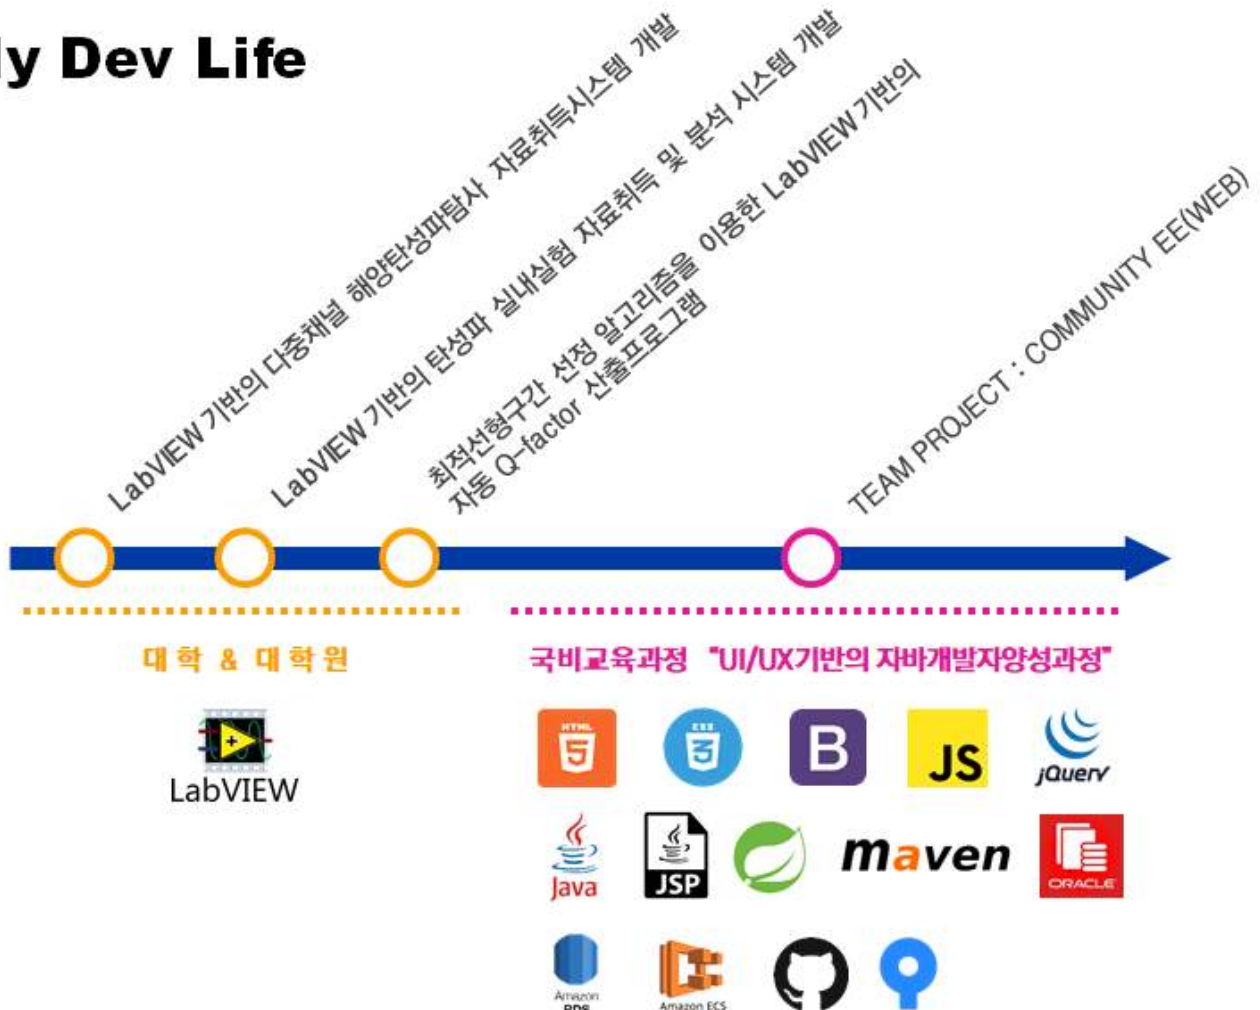 ly Dev Life
LabVIEW 기반의 다중채널 해양탄성파탐사 자료취득시스템 개발
LabVIEW 기반의 탄성파 실내실험 자료취득 및 분석 시스템 개발
최적선형구간 선정 알고리즘을 이용한 LabVIEW 기반의
자동 Q-factor 산출프로그램
TEAM PROJECT : COMMUNITY EE(WEB)
대학 & 대학원
국비교육과정 "UI/UX기반의 자바개발자양성과정"
LabVIEW
HTML
5
CSS
3
B
JS
jQuery
Java
JSP
maven
ORACLE
Amazon
RDS
Amazon ECS